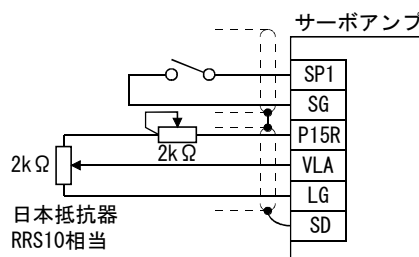 サーボアンプ
SP1
SG
P15R
2kΩ
VLA
2kΩ
LG
SD
日本抵抗器
RRS10相当